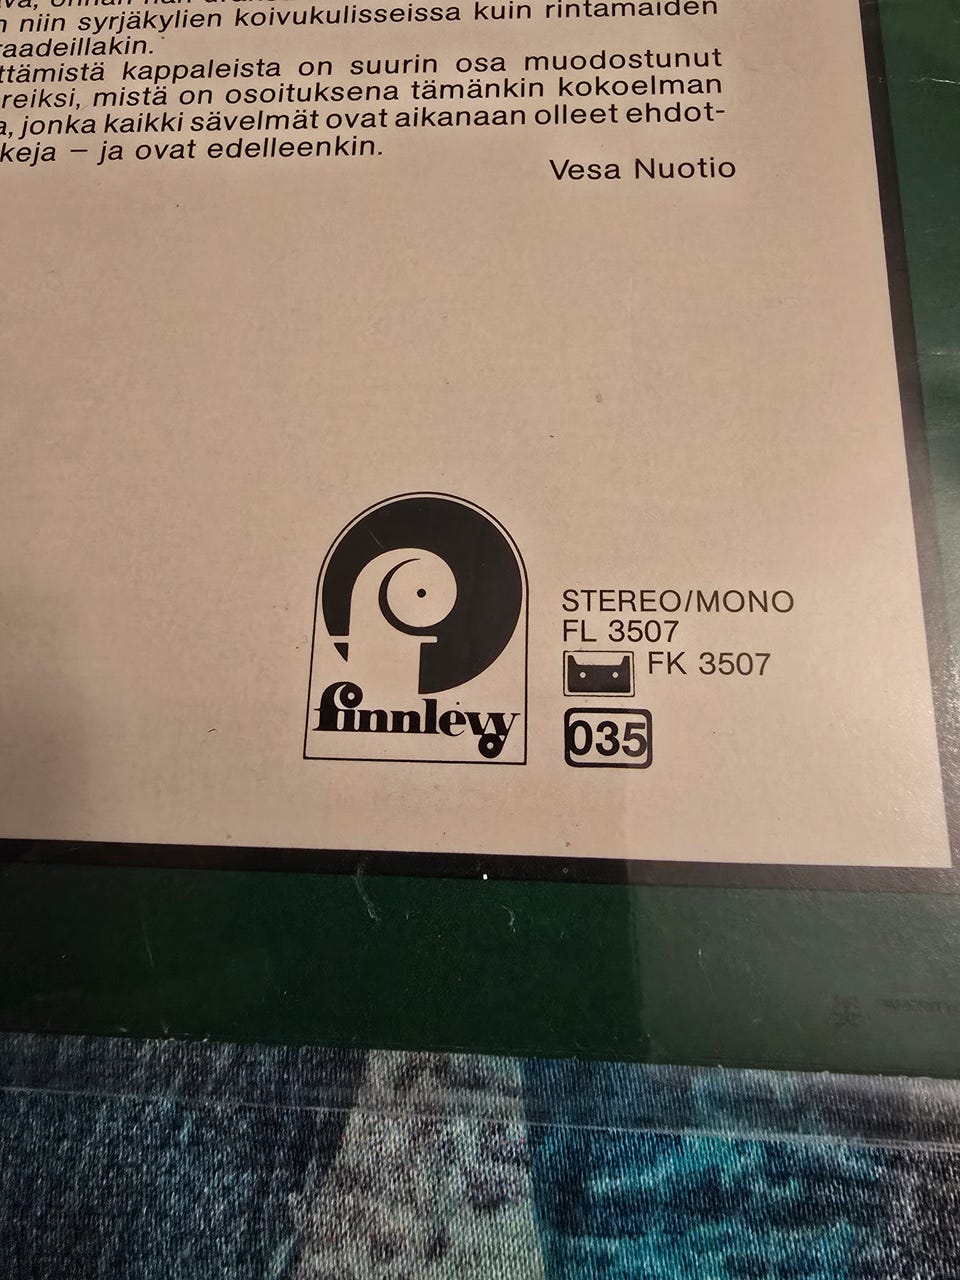 niin syrjäkylien koivukulisseissa kuin rintamaiden
raadeillakin.
ttämistä kappaleista on suurin osa muodostunut
reiksi, mistä on osoituksena tämänkin kokoelman
a, jonka kaikki sävelmät ovat aikanaan olleet ehdot-
keja – ja ovat edelleenkin.
Vesa Nuotio
STEREO/MONO
FL 3507
FK 3507
finnlevy
035